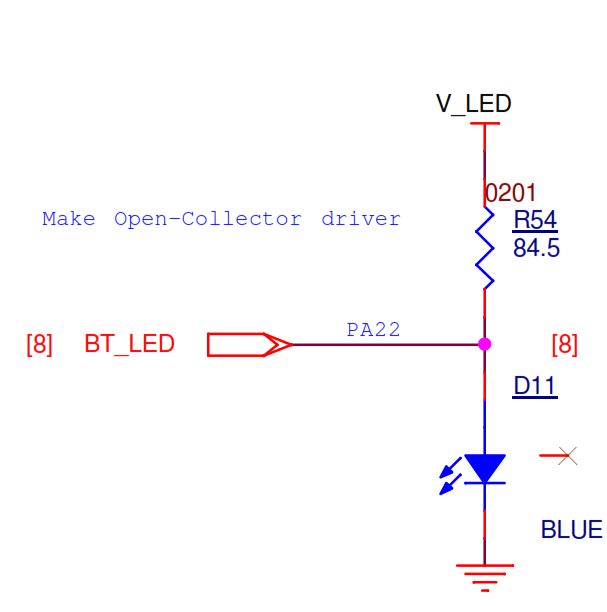 V_LED
0201
Make Open-Collector driver
R54
84.5
PA22
[8] BT_LED
[8]
D11
BLUE